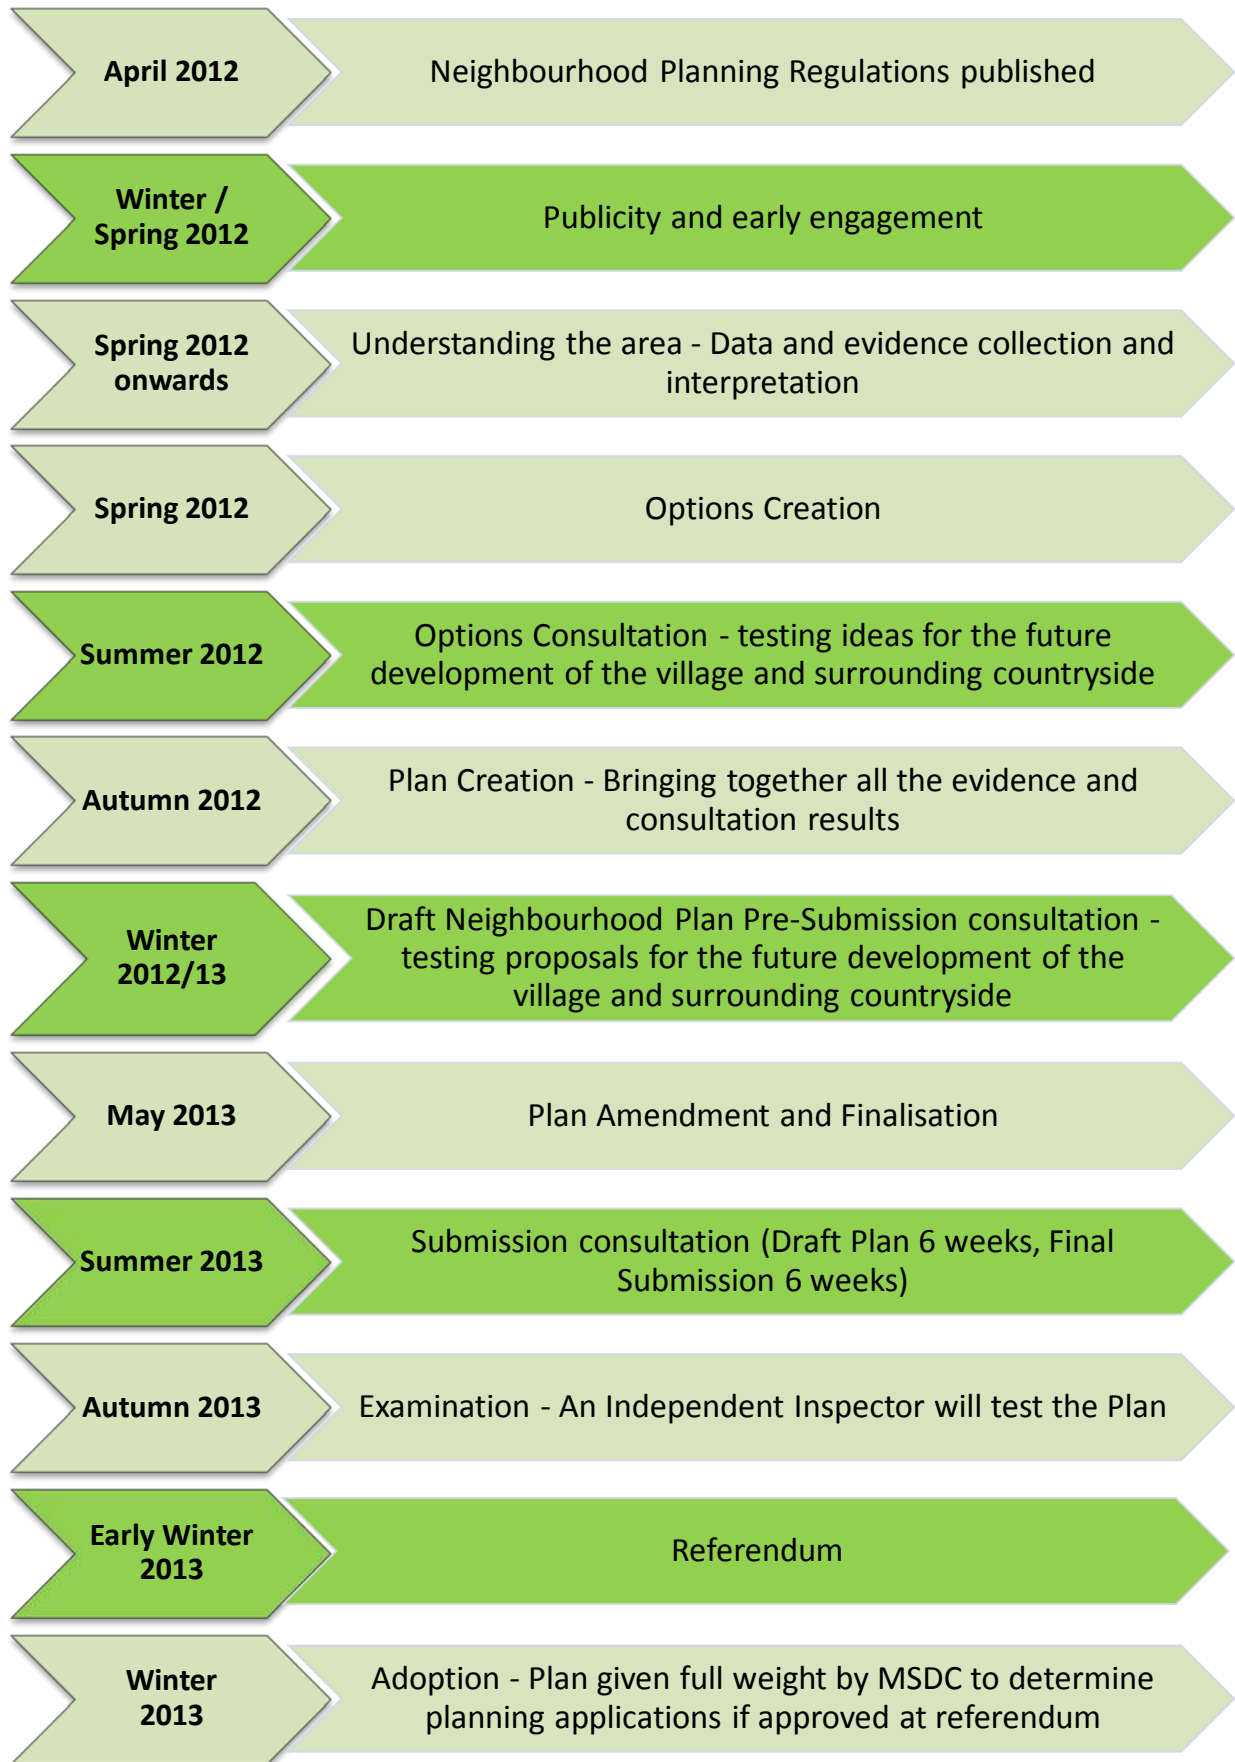 April 2012
Neighbourhood Planning Regulations published
Winter /
Spring 2012
Publicity and early engagement
Spring 2012
onwards
Understanding the area - Data and evidence collection and
interpretation
Spring 2012
Options Creation
Summer 2012
Options Consultation - testing ideas for the future
development of the village and surrounding countryside
Autumn 2012
Plan Creation - Bringing together all the evidence and
consultation results
Winter
2012/13
Draft Neighbourhood Plan Pre-Submission consultation -
testing proposals for the future development of the
village and surrounding countryside
May 2013
Plan Amendment and Finalisation
Summer 2013
Submission consultation (Draft Plan 6 weeks, Final
Submission 6 weeks)
Autumn 2013
Examination - An Independent Inspector will test the Plan
Early Winter
2013
Referendum
Winter
2013
Adoption - Plan given full weight by MSDC to determine
planning applications if approved at referendum